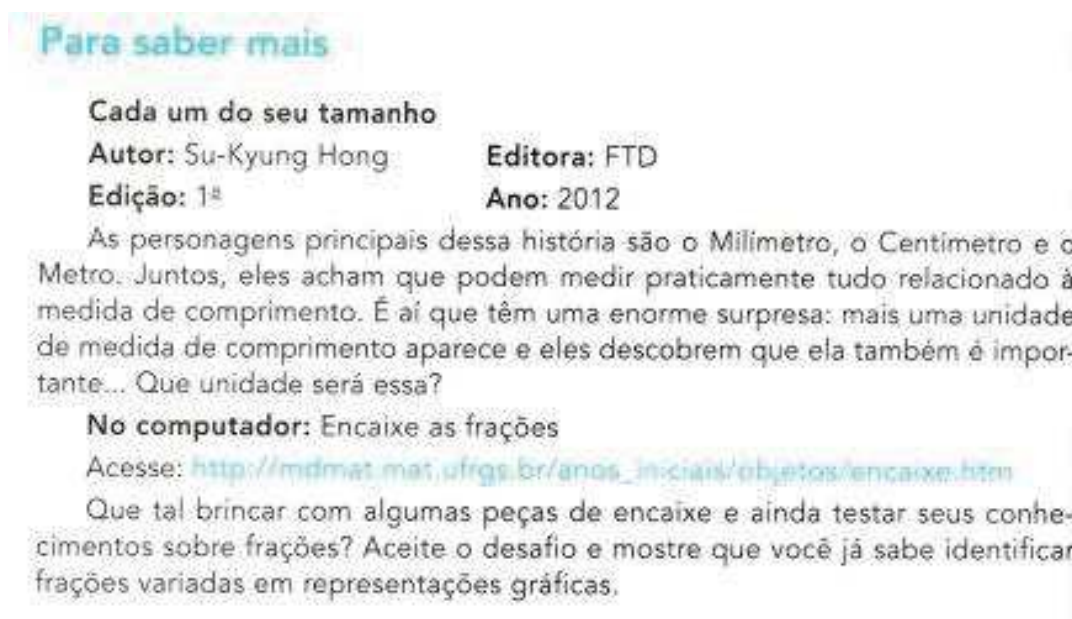 Para saber mais
Cada um do seu tamanho
Autor: Su-Kyung Hong Editora: FTD
Edição: 1ª Ano: 2012
As personagens principais dessa história são o Milímetro, o Centímetro e o
Metro. Juntos, eles acham que podem medir praticamente tudo relacionado à
medida de comprimento. É aí que têm uma enorme surpresa: mais uma unidade
de medida de comprimento aparece e eles descobrem que ela também é impor-
tante... Que unidade será essa?
No computador: Encaixe as frações
Acesse: http://mdmat.mat.ufrgs.br/anos_iniciais/objetos/encaixe.htm
Que tal brincar com algumas peças de encaixe e ainda testar seus conhe-
cimentos sobre frações? Aceite o desafio e mostre que você já sabe identificar
frações variadas em representações gráficas.